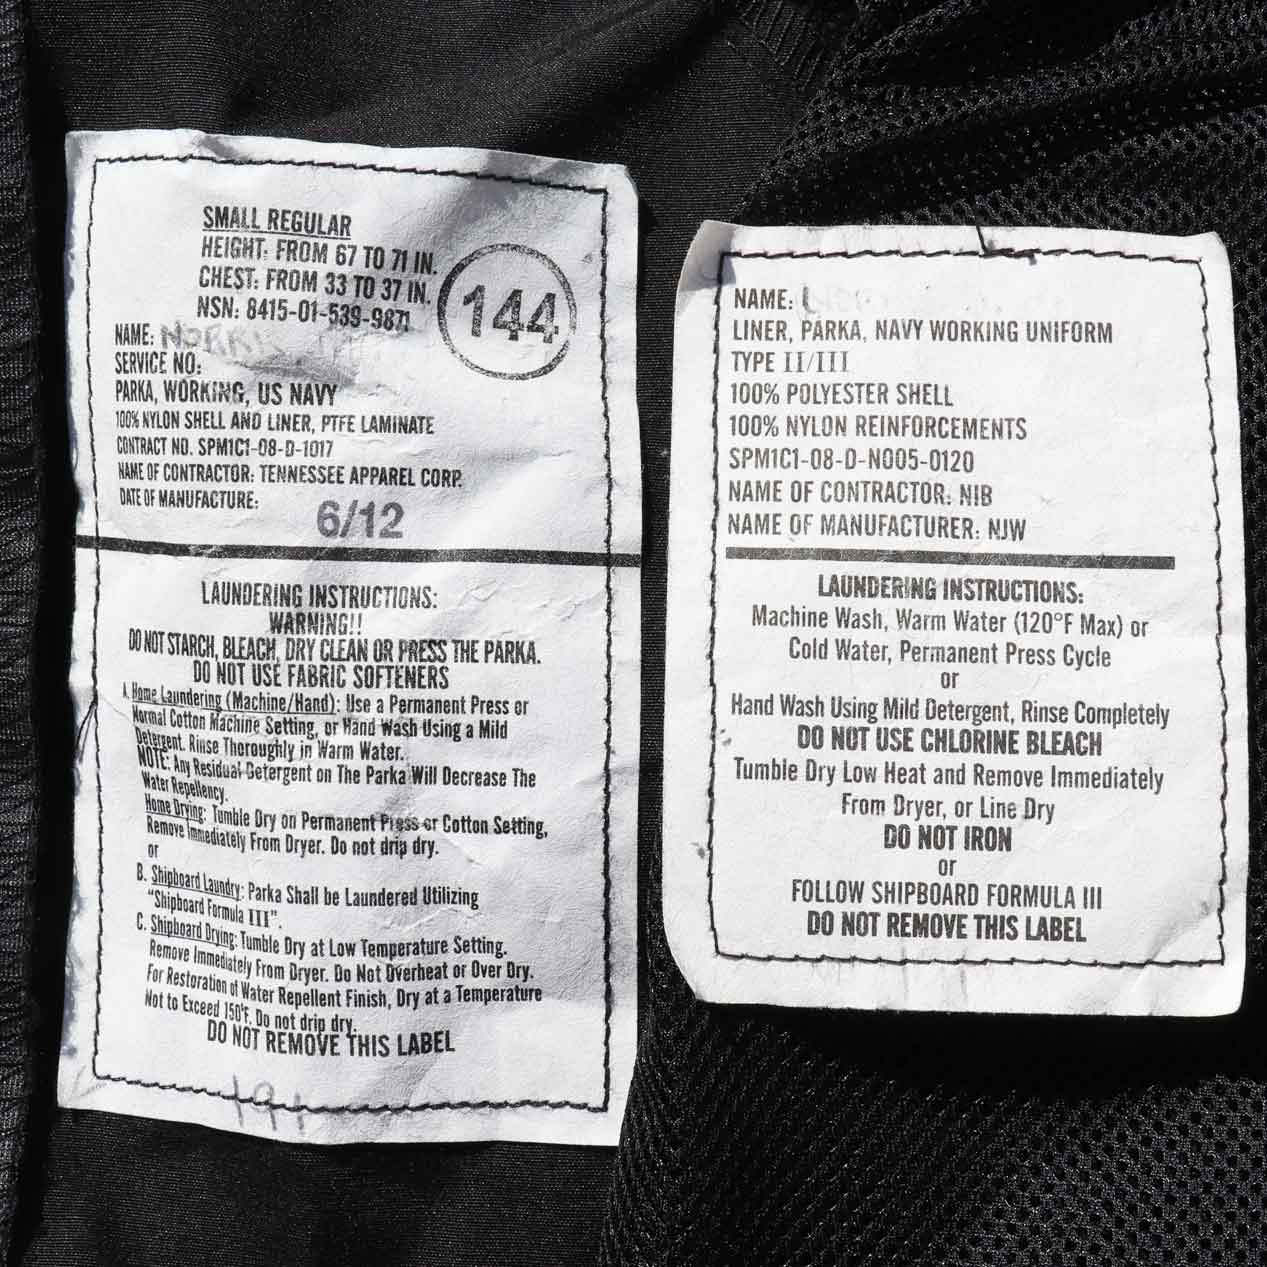 SMALL REGULAR
HEIGHT: FROM 67 TO 71 IN.
CHEST: FROM 33 TO 37 IN.
NSN: 8415-01-539-9871
144
NAME:
SERVICE NO:
PARKA, WORKING, US NAVY
100% NYLON SHELL AND LINER, PTFE LAMINATE
CONTRACT NO. SPM1C1-08-D-1017
NAME OF CONTRACTOR: TENNESSEE APPAREL CORP.
DATE OF MANUFACTURE:
6/12
LAUNDERING INSTRUCTIONS:
WARNING!!
DO NOT STARCH, BLEACH, DRY CLEAN OR PRESS THE PARKA.
DO NOT USE FABRIC SOFTENERS
A. Home Laundering (Machine/Hand): Use a Permanent Press or
Normal Cotton Machine Setting, or Hand Wash Using a Mild
Detergent. Rinse Thoroughly in Warm Water.
NOTE: Any Residual Detergent on The Parka Will Decrease The
Water Repellency.
Home Drying: Tumble Dry on Permanent Press or Cotton Setting,
Remove Immediately From Dryer. Do not drip dry.
or
B. Shipboard Laundry: Parka Shall be Laundered Utilizing
"Shipboard Formula III".
C. Shipboard Drying: Tumble Dry at Low Temperature Setting.
Remove Immediately From Dryer. Do Not Overheat or Over Dry.
For Restoration of Water Repellent Finish, Dry at a Temperature
Not to Exceed 150°F. Do not drip dry.
DO NOT REMOVE THIS LABEL
NAME:
LINER, PARKA, NAVY WORKING UNIFORM
TYPE II/III
100% POLYESTER SHELL
100% NYLON REINFORCEMENTS
SPM1C1-08-D-N005-0120
NAME OF CONTRACTOR: NIB
NAME OF MANUFACTURER: NJW
LAUNDERING INSTRUCTIONS:
Machine Wash, Warm Water (120°F Max) or
Cold Water, Permanent Press Cycle
or
Hand Wash Using Mild Detergent, Rinse Completely
DO NOT USE CHLORINE BLEACH
Tumble Dry Low Heat and Remove Immediately
From Dryer, or Line Dry
DO NOT IRON
or
FOLLOW SHIPBOARD FORMULA III
DO NOT REMOVE THIS LABEL